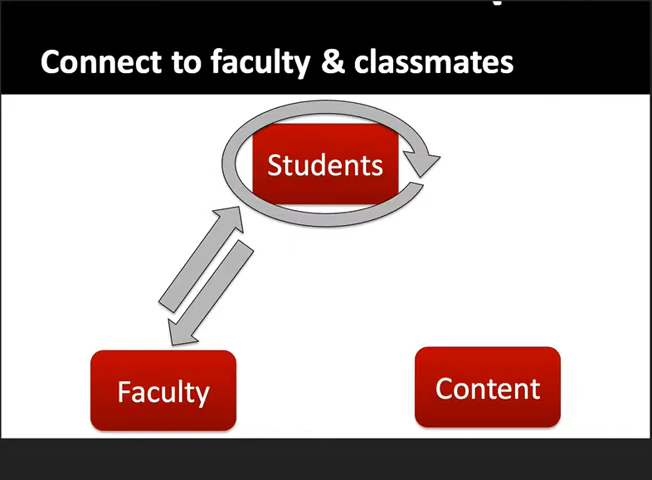 Connect to faculty & classmates
Students
Faculty
Content